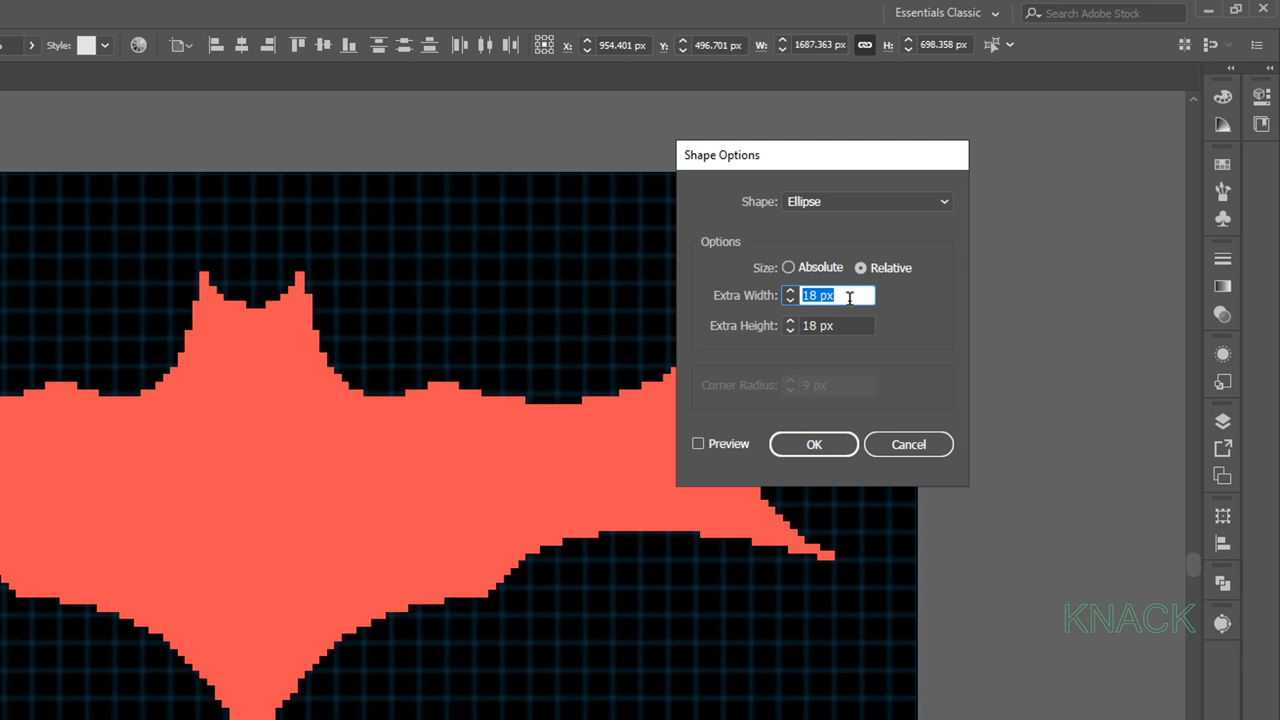 Essentials Classic
Search Adobe Stock
Style:
X: 954.401 px Y: 496.701 px W: 1687.363 px H: 698.358 px
Shape Options
Shape: Ellipse
Options
Size: Absolute Relative
Extra Width: 18 px
Extra Height: 18 px
Corner Radius: 9 px
Preview OK Cancel
KNACK